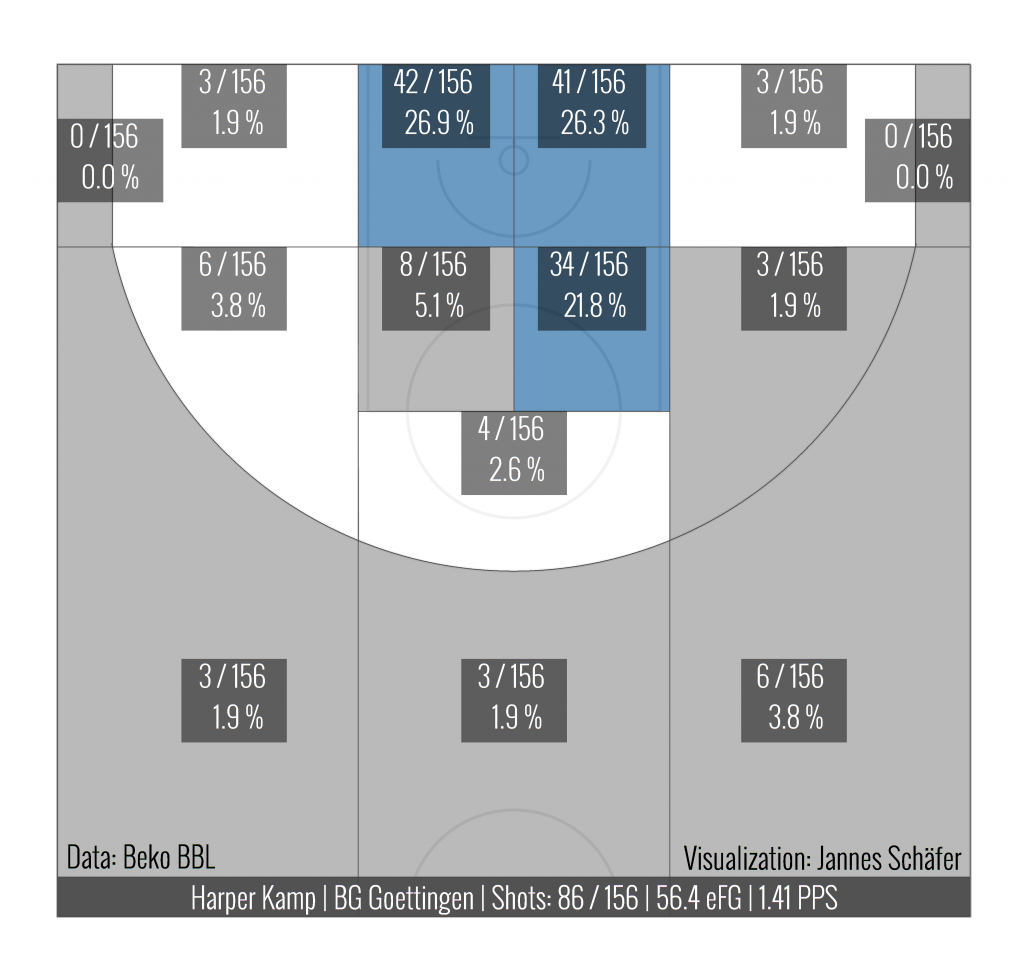 3 / 156
1.9 %
42 / 156
26.9 %
41 / 156
26.3 %
3 / 156
1.9 %
0 / 156
0.0 %
0 / 156
0.0 %
6 / 156
3.8 %
8 / 156
5.1 %
34 / 156
21.8 %
3 / 156
1.9 %
4 / 156
2.6 %
3 / 156
1.9 %
3 / 156
1.9 %
6 / 156
3.8 %
Data: Beko BBL
Visualization: Jannes Schäfer
Harper Kamp | BG Goettingen | Shots: 86 / 156 | 56.4 eFG | 1.41 PPS